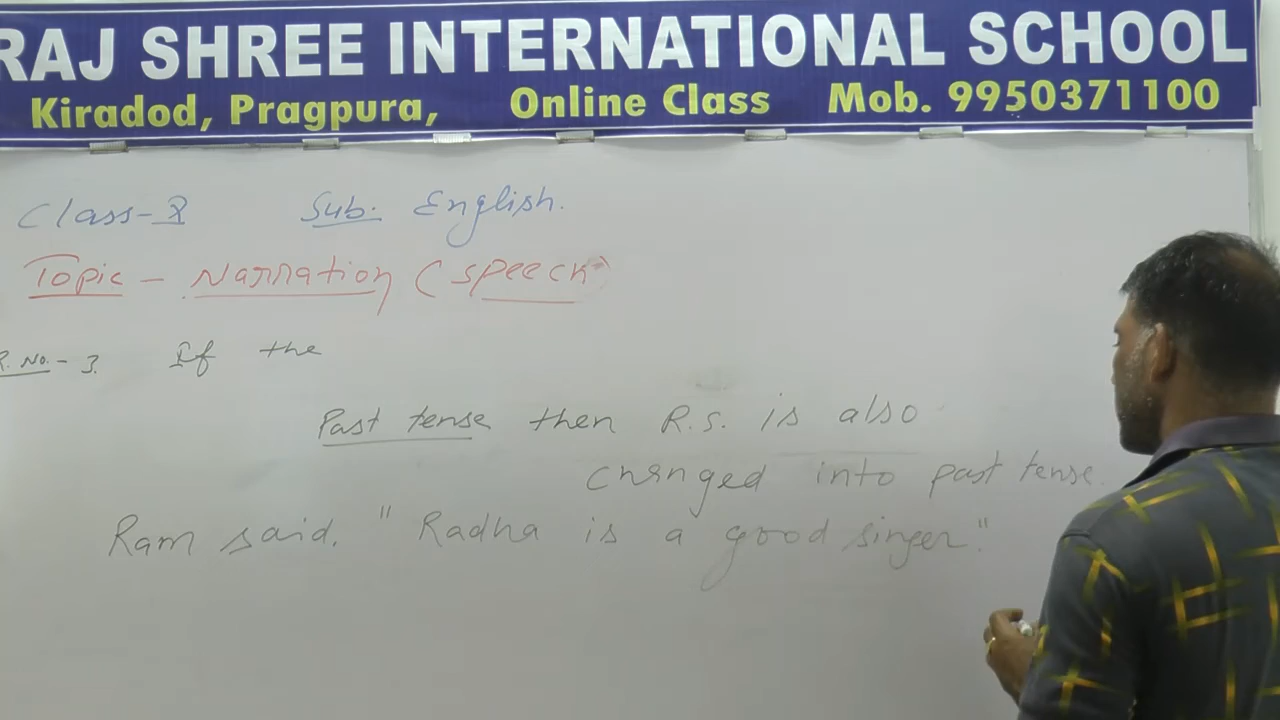 RAJ SHREE INTERNATIONAL SCHOOL
Kiradod, Pragpura, Online Class Mob. 9950371100
Class-X Sub. English.
Topic - Narration (Speech)
R. No.- 3. If the
Past tense then R.S. is also
changed into past tense.
Ram said. " Radha is a good singer."